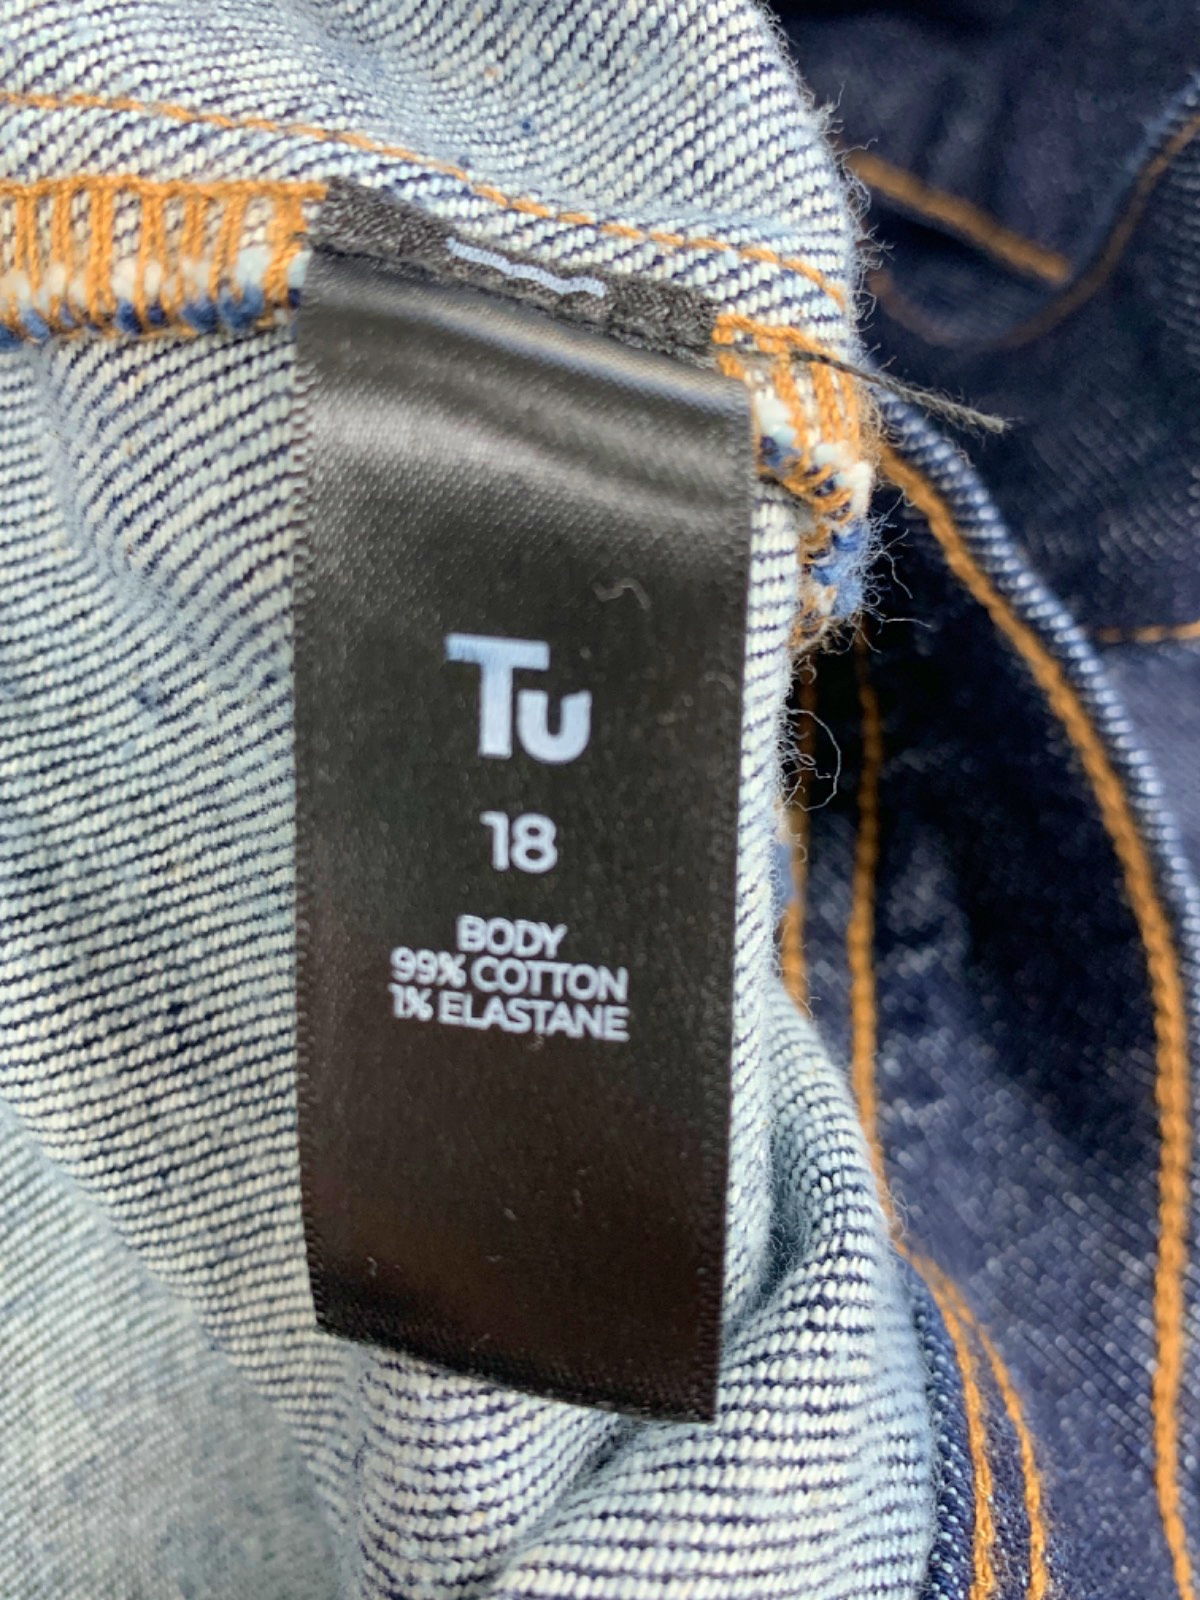 Tu
18
BODY
99% COTTON
1% ELASTANE